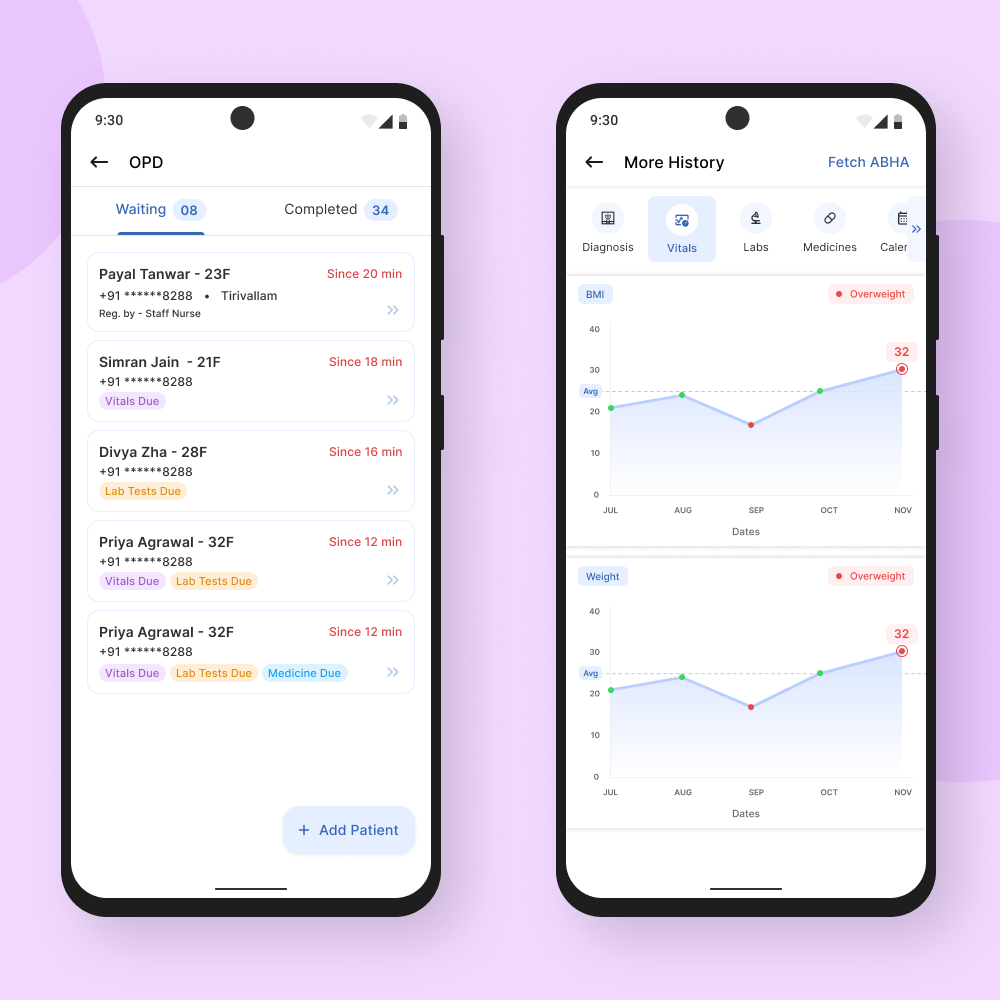 9:30
OPD
Waiting 08
Completed 34
Payal Tanwar - 23F
Since 20 min
+91 ******8288 • Tirivallam
Reg. by - Staff Nurse
Simran Jain - 21F
Since 18 min
+91 ******8288
Vitals Due
Divya Zha - 28F
Since 16 min
+91 ******8288
Lab Tests Due
Priya Agrawal - 32F
Since 12 min
+91 ******8288
Vitals Due Lab Tests Due
Priya Agrawal - 32F
Since 12 min
+91 ******8288
Vitals Due Lab Tests Due Medicine Due
+ Add Patient
9:30
More History
Fetch ABHA
Diagnosis Vitals Labs Medicines Caler
BMI
Overweight
40
32
30
Avg
20
10
0
JUL AUG SEP OCT NOV
Dates
Weight
Overweight
40
32
30
Avg
20
10
0
JUL AUG SEP OCT NOV
Dates